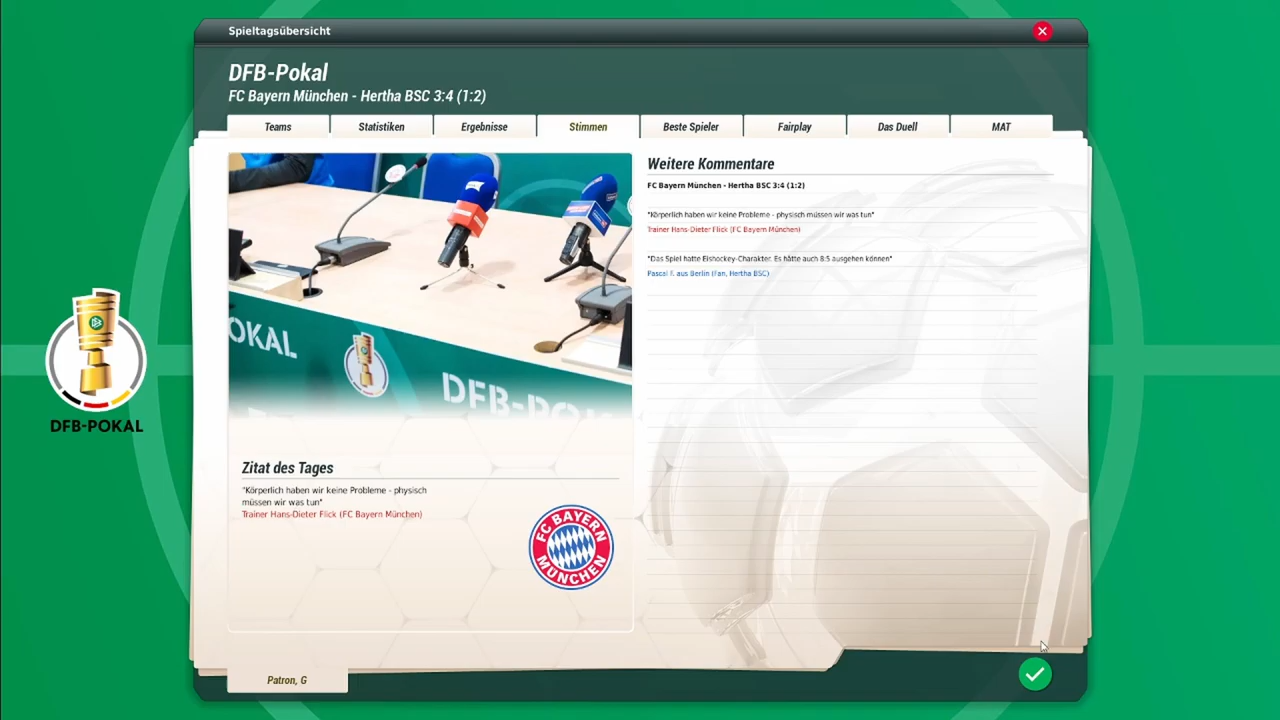 Spieltagsübersicht
DFB-Pokal
FC Bayern München - Hertha BSC 3:4 (1:2)
Teams
Statistiken
Ergebnisse
Stimmen
Beste Spieler
Fairplay
Das Duell
MAT
OKAL
DFB-POK
Zitat des Tages
"Körperlich haben wir keine Probleme - physisch
müssen wir was tun"
Trainer Hans-Dieter Flick (FC Bayern München)
FC BAYERN
MÜNCHEN
Weitere Kommentare
FC Bayern München - Hertha BSC 3:4 (1:2)
"Körperlich haben wir keine Probleme - physisch müssen wir was tun"
Trainer Hans-Dieter Flick (FC Bayern München)
"Das Spiel hatte Eishockey-Charakter. Es hätte auch 8:5 ausgehen können"
Pascal F. aus Berlin (Fan, Hertha BSC)
DFB-POKAL
Patron, G